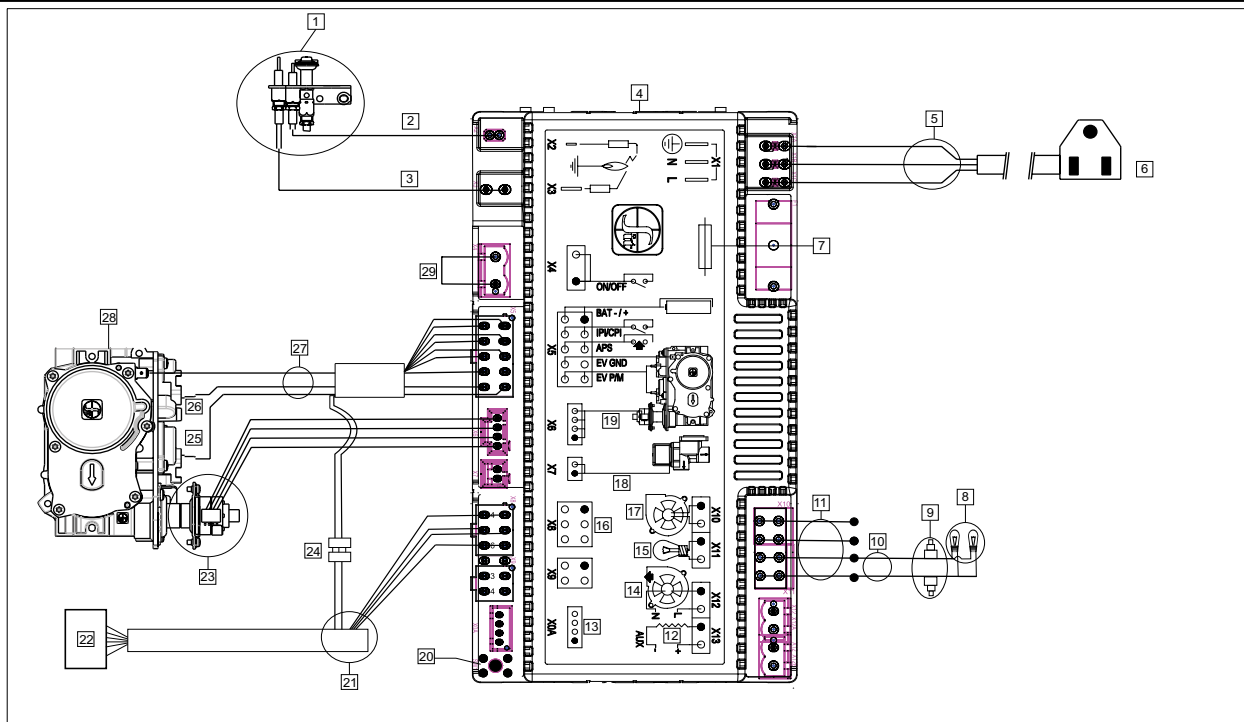 1
4
2
5
3
6
X2
N
L
X1
X3
7
29
X4
ON/OFF
28
BAT - / +
27
IPI/CPI
X5
APS
EV GND
EV P/M
26
25
19
X6
18
X7
17
X10
11
9
8
24
16
X8
15
X11
10
23
X9
14
N
L
X12
22
13
X0A
12
AUX
-
+
X13
21
20